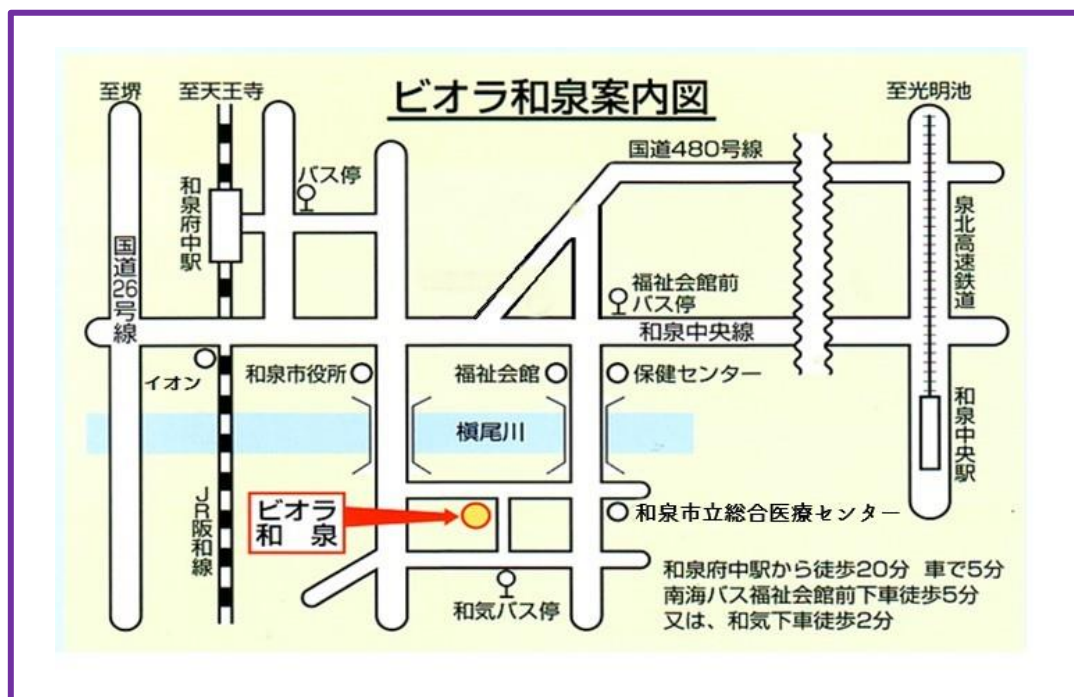 ビオラ和泉案内図
至堺
至天王寺
至光明池
国道480号線
バス停
和泉府中駅
国道26号線
泉北高速鉄道
福祉会館前
バス停
和泉中央線
イオン
和泉市役所
福祉会館
保健センター
槇尾川
和泉中央駅
JR阪和線
ビオラ
和泉
和泉市立総合医療センター
和気バス停
和泉府中駅から徒歩20分 車で5分
南海バス福祉会館前下車徒歩5分
又は、和気下車徒歩2分